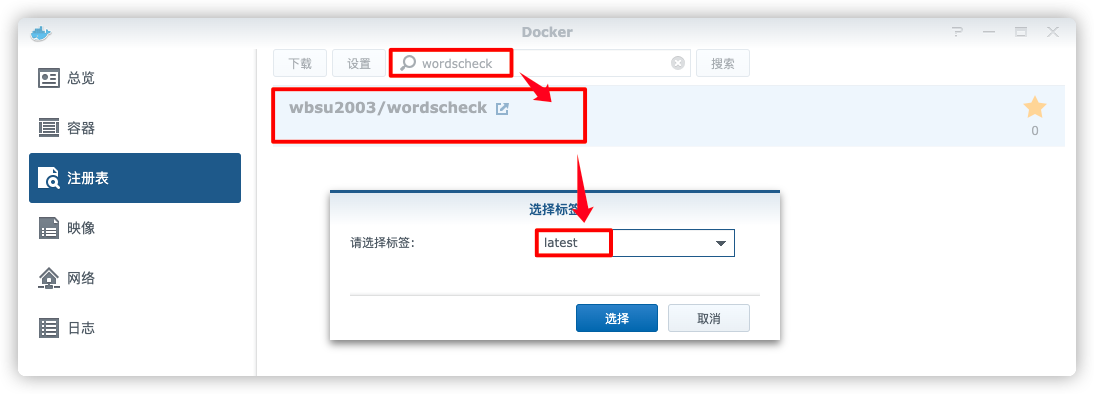 Docker
总览
容器
注册表
映像
网络
日志
下载 设置 wordscheck 搜索
wbsu2003/wordscheck
0
选择标签
请选择标签: latest
选择 取消